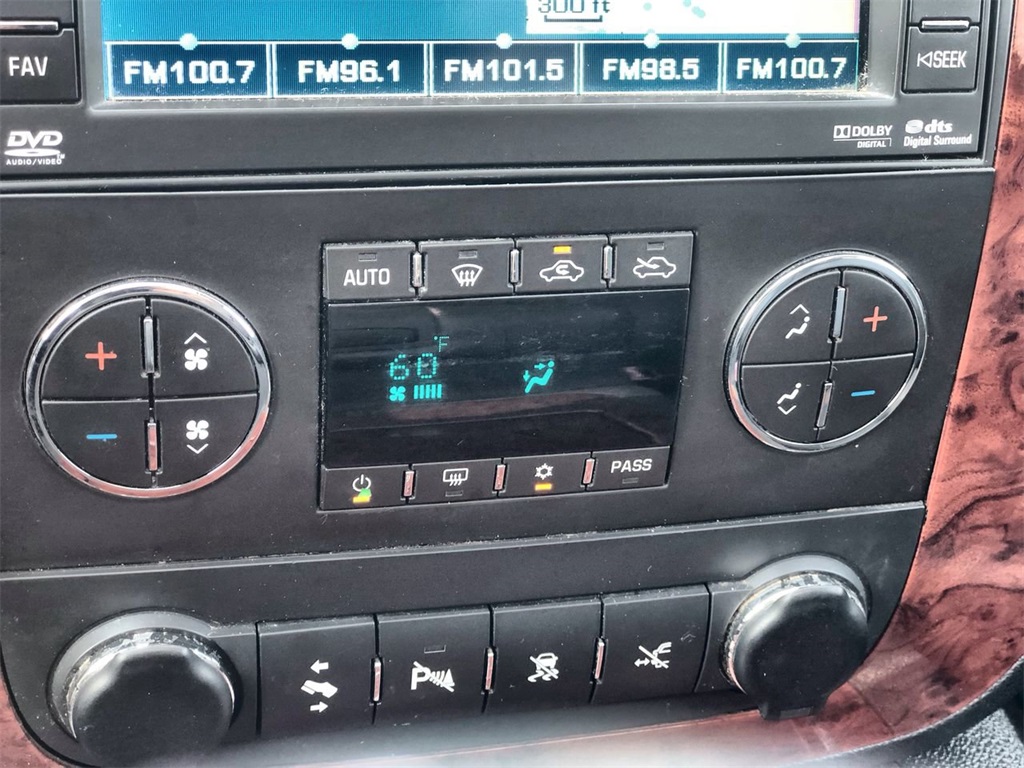 300 ft
FAV
FM100.7 FM96.1 FM101.5 FM98.5 FM100.7
SEEK
DVD
AUDIO/VIDEO
DOLBY
DIGITAL
dts
Digital Surround
AUTO
°F
60
PASS
P